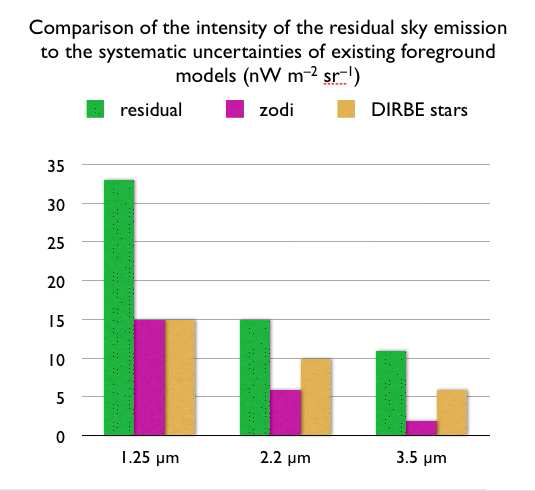 Comparison of the intensity of the residual sky emission
to the systematic uncertainties of existing foreground
models (nW m⁻² sr⁻¹)
residual zodi DIRBE stars
35
30
25
20
15
10
5
0
1.25 µm 2.2 µm 3.5 µm